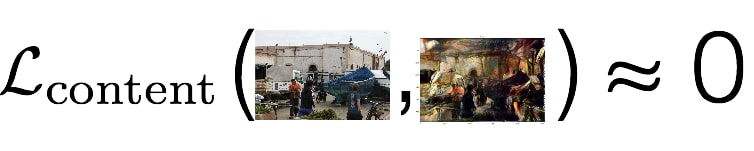 ℒcontent ( , ) ≈ 0